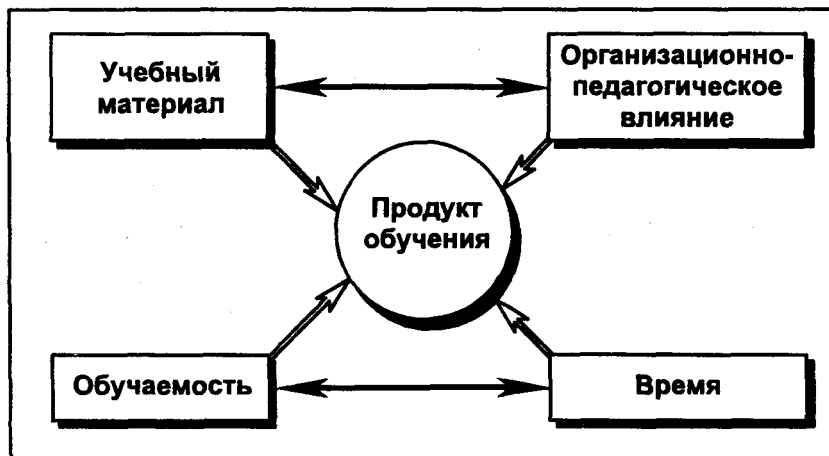 Учебный
материал
Организационно-
педагогическое
влияние
Продукт
обучения
Обучаемость
Время